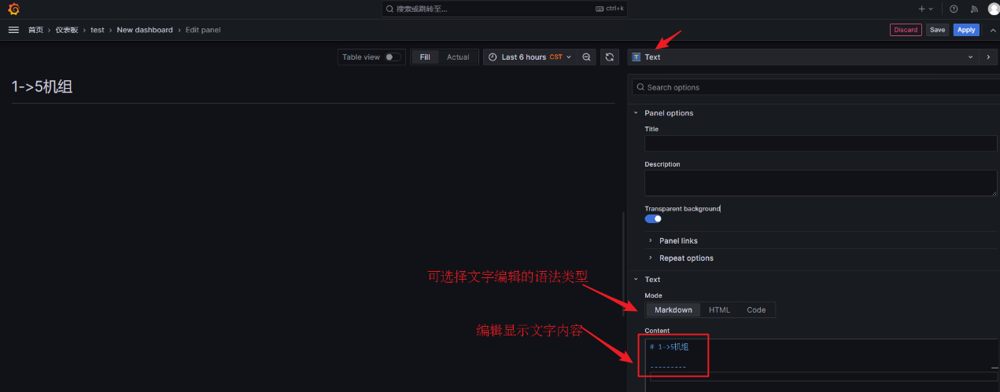 搜索或跳转至...
ctrl+k
首页 › 仪表板 › test › New dashboard › Edit panel
Discard
Save
Apply
Table view
Fill
Actual
Last 6 hours CST
Text
1->5机组
Search options
Panel options
Title
Description
Transparent background
Panel links
Repeat options
可选择文字编辑的语法类型
Text
Mode
Markdown
HTML
Code
编辑显示文字内容
Content
# 1->5机组
---------